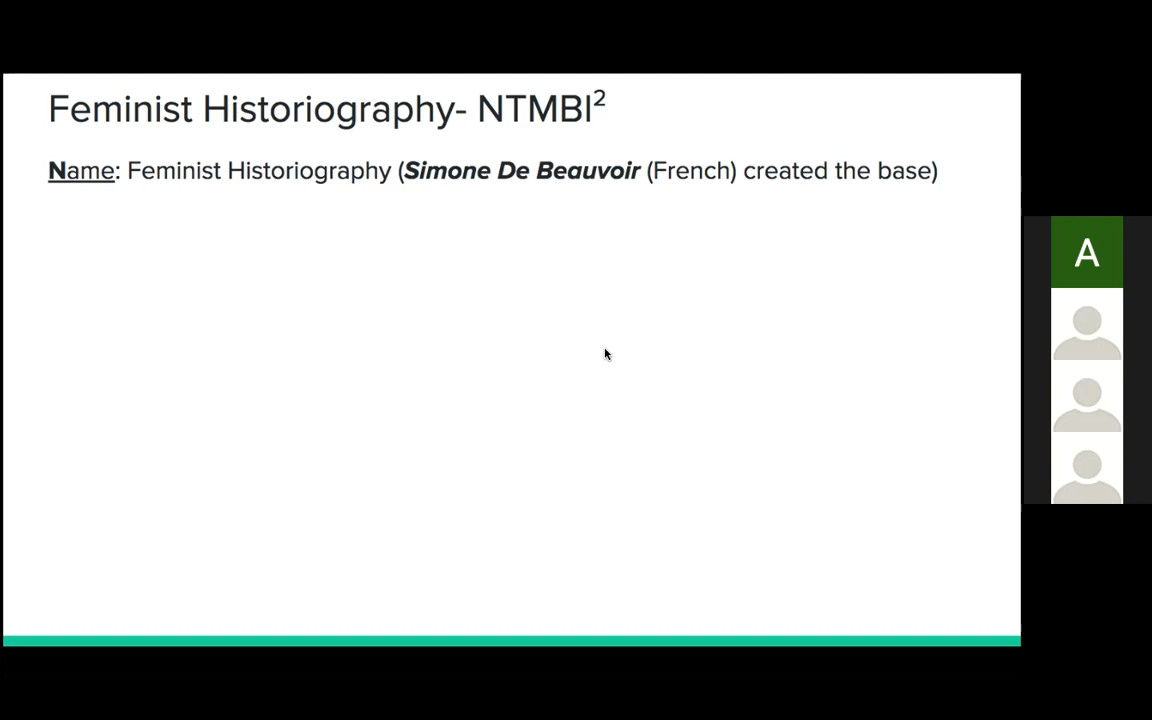 Feminist Historiography- NTMBI²
Name: Feminist Historiography (Simone De Beauvoir (French) created the base)
A